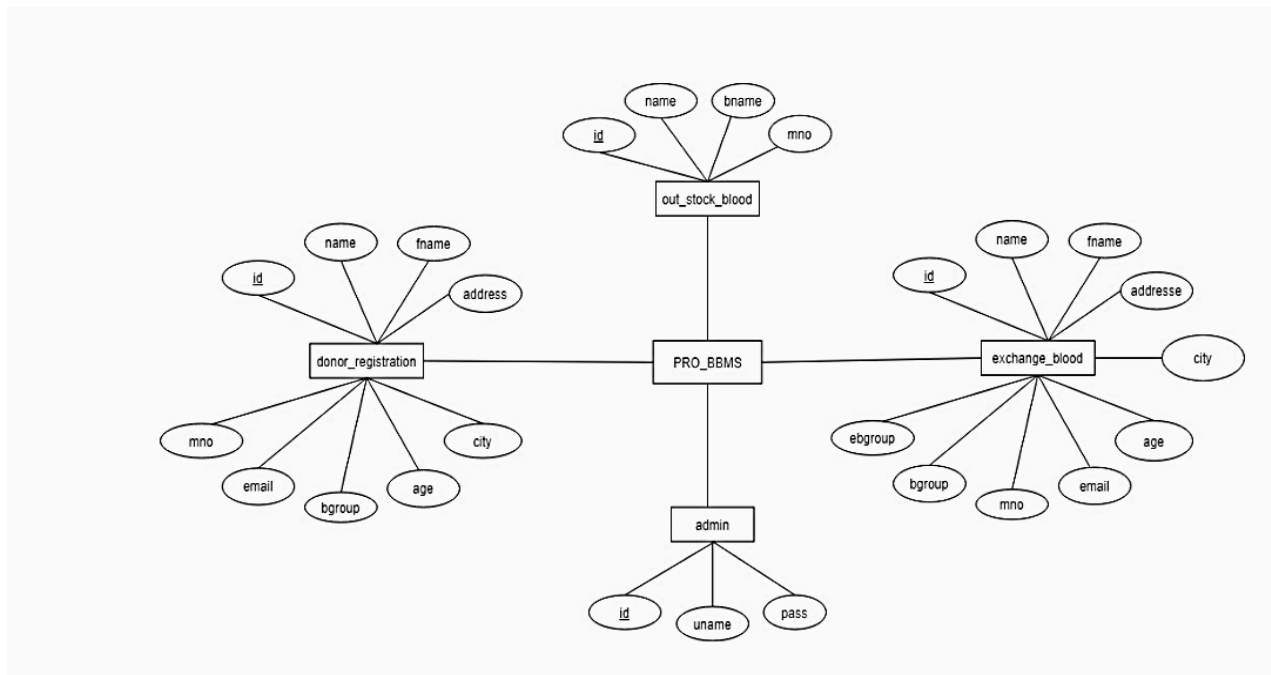 name
bname
id
mno
out_stock_blood
name
fname
id
address
donor_registration
mno
email
bgroup
age
city
PRO_BBMS
name
fname
id
addresse
exchange_blood
city
ebgroup
bgroup
mno
email
age
admin
id
uname
pass